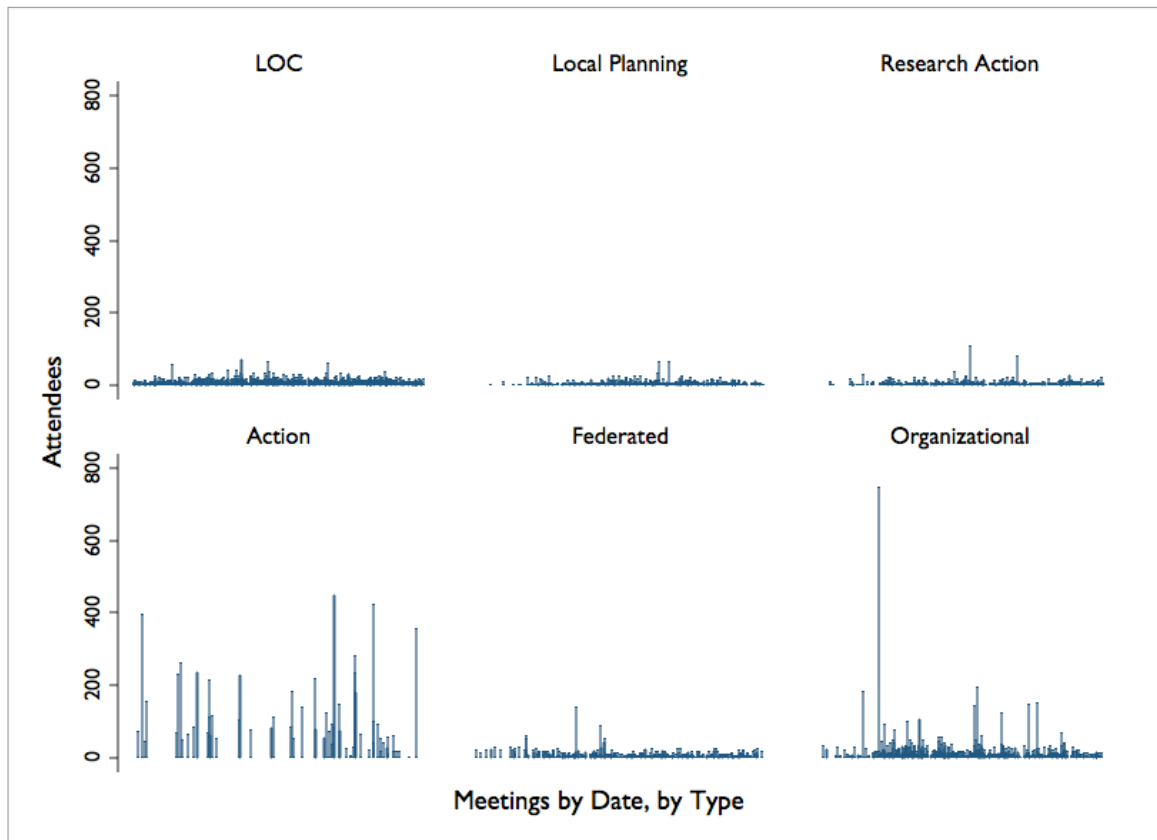 LOC
Local Planning
Research Action
800
600
400
200
0
Attendees
Action
Federated
Organizational
800
600
400
200
0
Meetings by Date, by Type